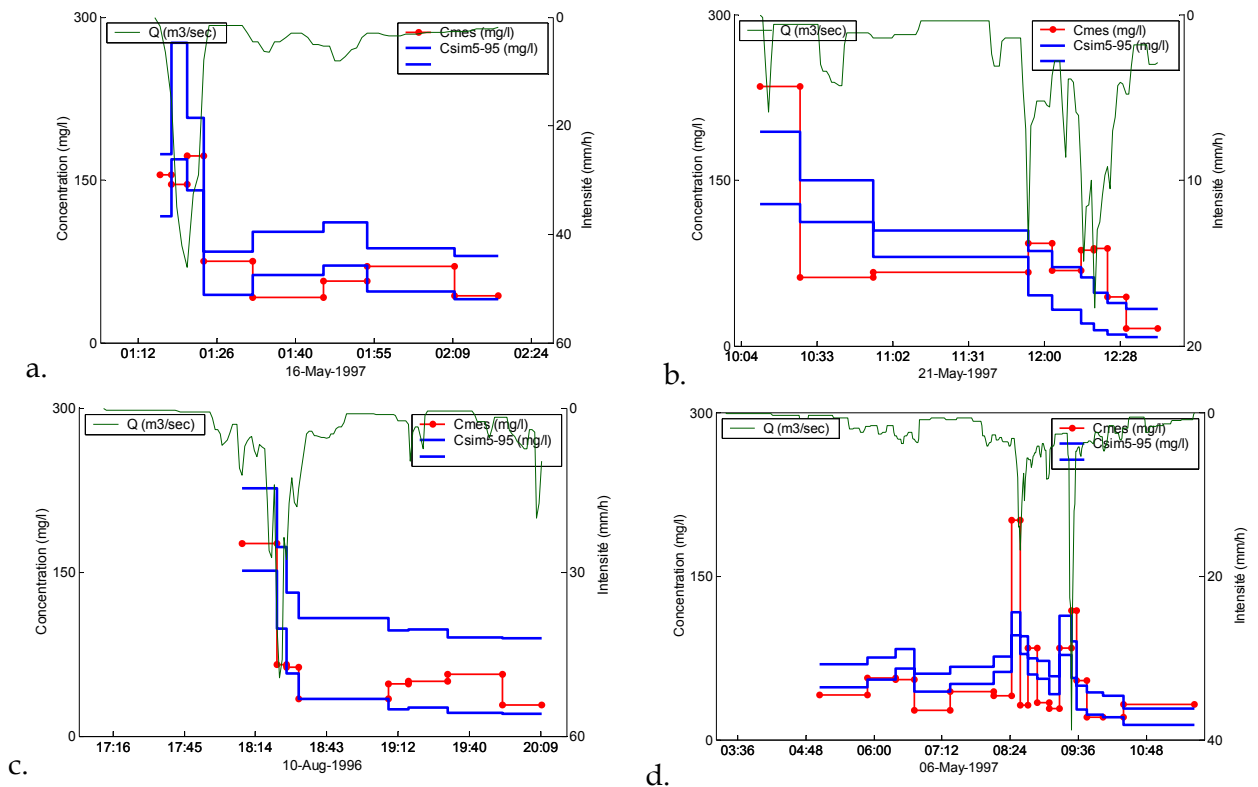 300
150
0
Concentration (mg/l)
Q (m3/sec)
Cmes (mg/l)
Csim5-95 (mg/l)
0
20
40
60
Intensité (mm/h)
01:12 01:26 01:40 01:55 02:09 02:24
16-May-1997
a.
300
150
0
Concentration (mg/l)
Q (m3/sec)
Cmes (mg/l)
Csim5-95 (mg/l)
0
10
20
Intensité (mm/h)
10:04 10:33 11:02 11:31 12:00 12:28
21-May-1997
b.
300
150
0
Concentration (mg/l)
Q (m3/sec)
Cmes (mg/l)
Csim5-95 (mg/l)
0
30
60
Intensité (mm/h)
17:16 17:45 18:14 18:43 19:12 19:40 20:09
10-Aug-1996
c.
300
150
0
Concentration (mg/l)
Q (m3/sec)
Cmes (mg/l)
Csim5-95 (mg/l)
0
20
40
Intensité (mm/h)
03:36 04:48 06:00 07:12 08:24 09:36 10:48
06-May-1997
d.